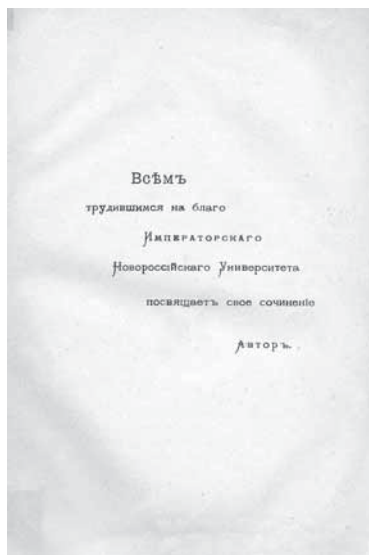 Всѣмъ
трудившимся на благо
Императорскаго
Новороссійскаго Университета
посвящаетъ свое сочиненіе
Авторъ.